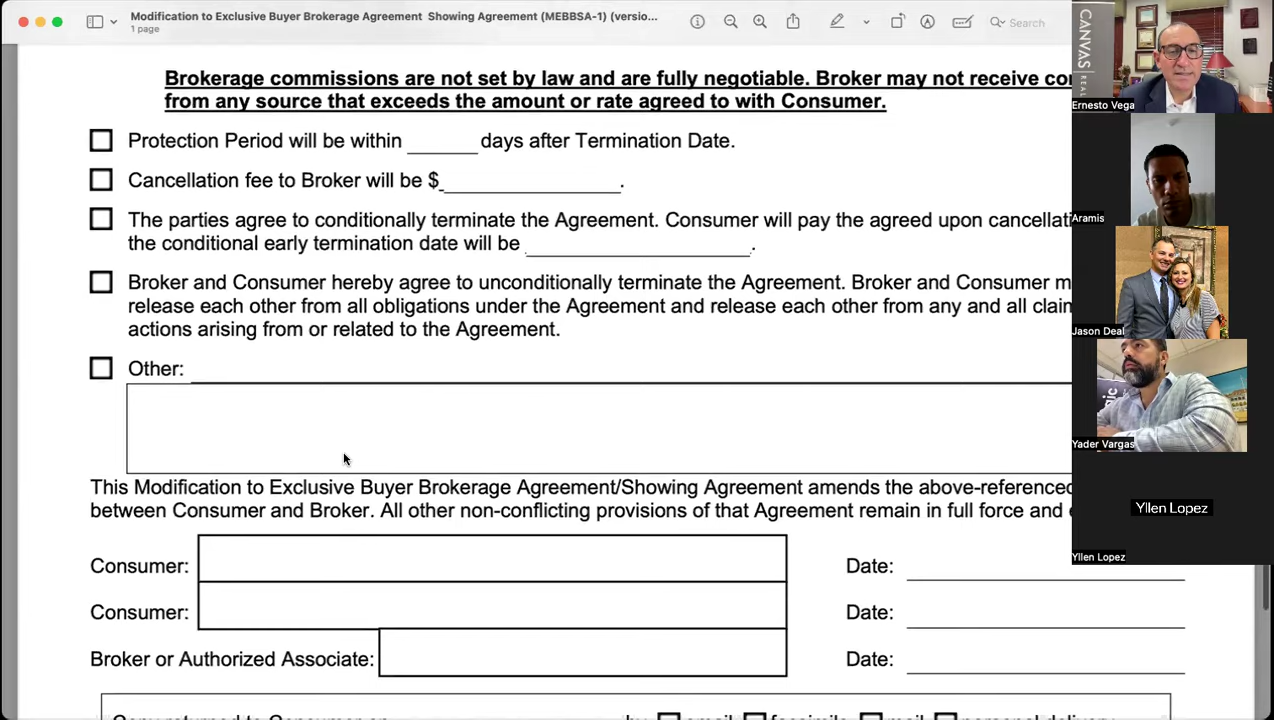 Modification to Exclusive Buyer Brokerage Agreement Showing Agreement (MEBBSA-1) (versio...
1 page
Search
Brokerage commissions are not set by law and are fully negotiable. Broker may not receive co
from any source that exceeds the amount or rate agreed to with Consumer.
Protection Period will be within ______ days after Termination Date.
Cancellation fee to Broker will be $________________.
The parties agree to conditionally terminate the Agreement. Consumer will pay the agreed upon cancellati
the conditional early termination date will be ____________________.
Broker and Consumer hereby agree to unconditionally terminate the Agreement. Broker and Consumer m
release each other from all obligations under the Agreement and release each other from any and all clain
actions arising from or related to the Agreement.
Other:
This Modification to Exclusive Buyer Brokerage Agreement/Showing Agreement amends the above-referenced
between Consumer and Broker. All other non-conflicting provisions of that Agreement remain in full force and e
Consumer: Date:
Consumer: Date:
Broker or Authorized Associate: Date:
CANVAS
REAL
Ernesto Vega
Aramis
Jason Deal
Yader Vargas
Yllen Lopez
Yllen Lopez